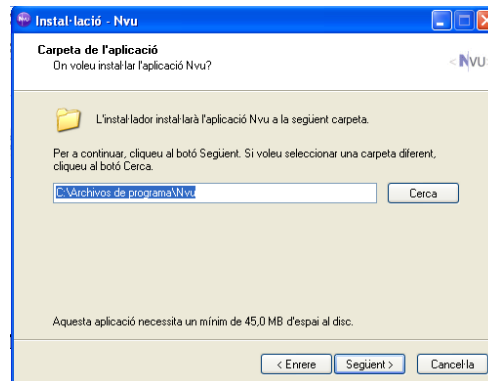 Instal·lació - Nvu
Carpeta de l'aplicació
On voleu instal·lar l'aplicació Nvu?
<NVU>
L'instal·lador instal·larà l'aplicació Nvu a la següent carpeta.
Per a continuar, cliqueu al botó Següent. Si voleu seleccionar una carpeta diferent,
cliqueu al botó Cerca.
C:\Archivos de programa\Nvu
Cerca
Aquesta aplicació necessita un mínim de 45,0 MB d'espai al disc.
< Enrere
Següent >
Cancel·la